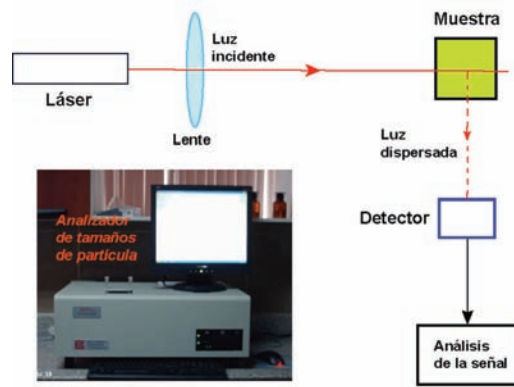 Muestra
Luz
incidente
Láser
Lente
Luz
dispersada
Detector
Analizador
de tamaños
de partícula
Análisis
de la señal